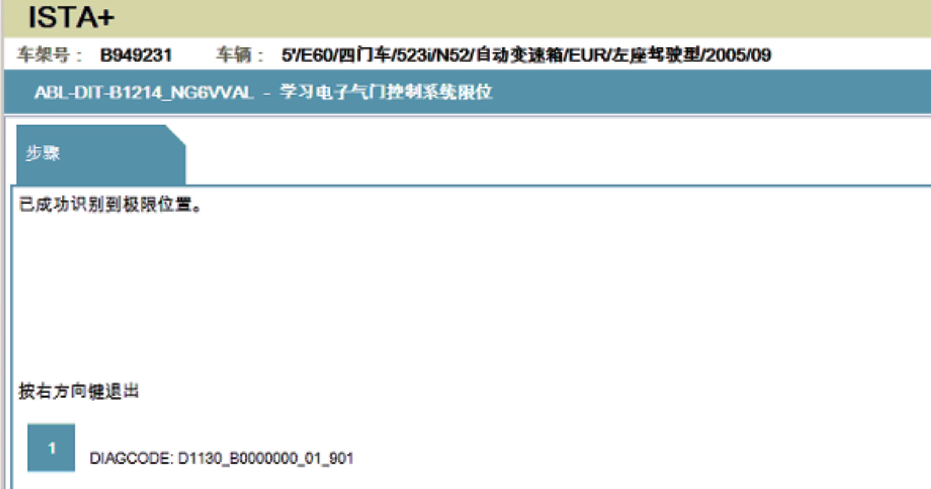 ISTA+
车架号： B949231 车辆： 5'/E60/四门车/523i/N52/自动变速箱/EUR/左座驾驶型/2005/09
ABL-DIT-B1214_NG6VVAL - 学习电子气门控制系统限位
步骤
已成功识别到极限位置。
按右方向键退出
1
DIAGCODE: D1130_B0000000_01_901